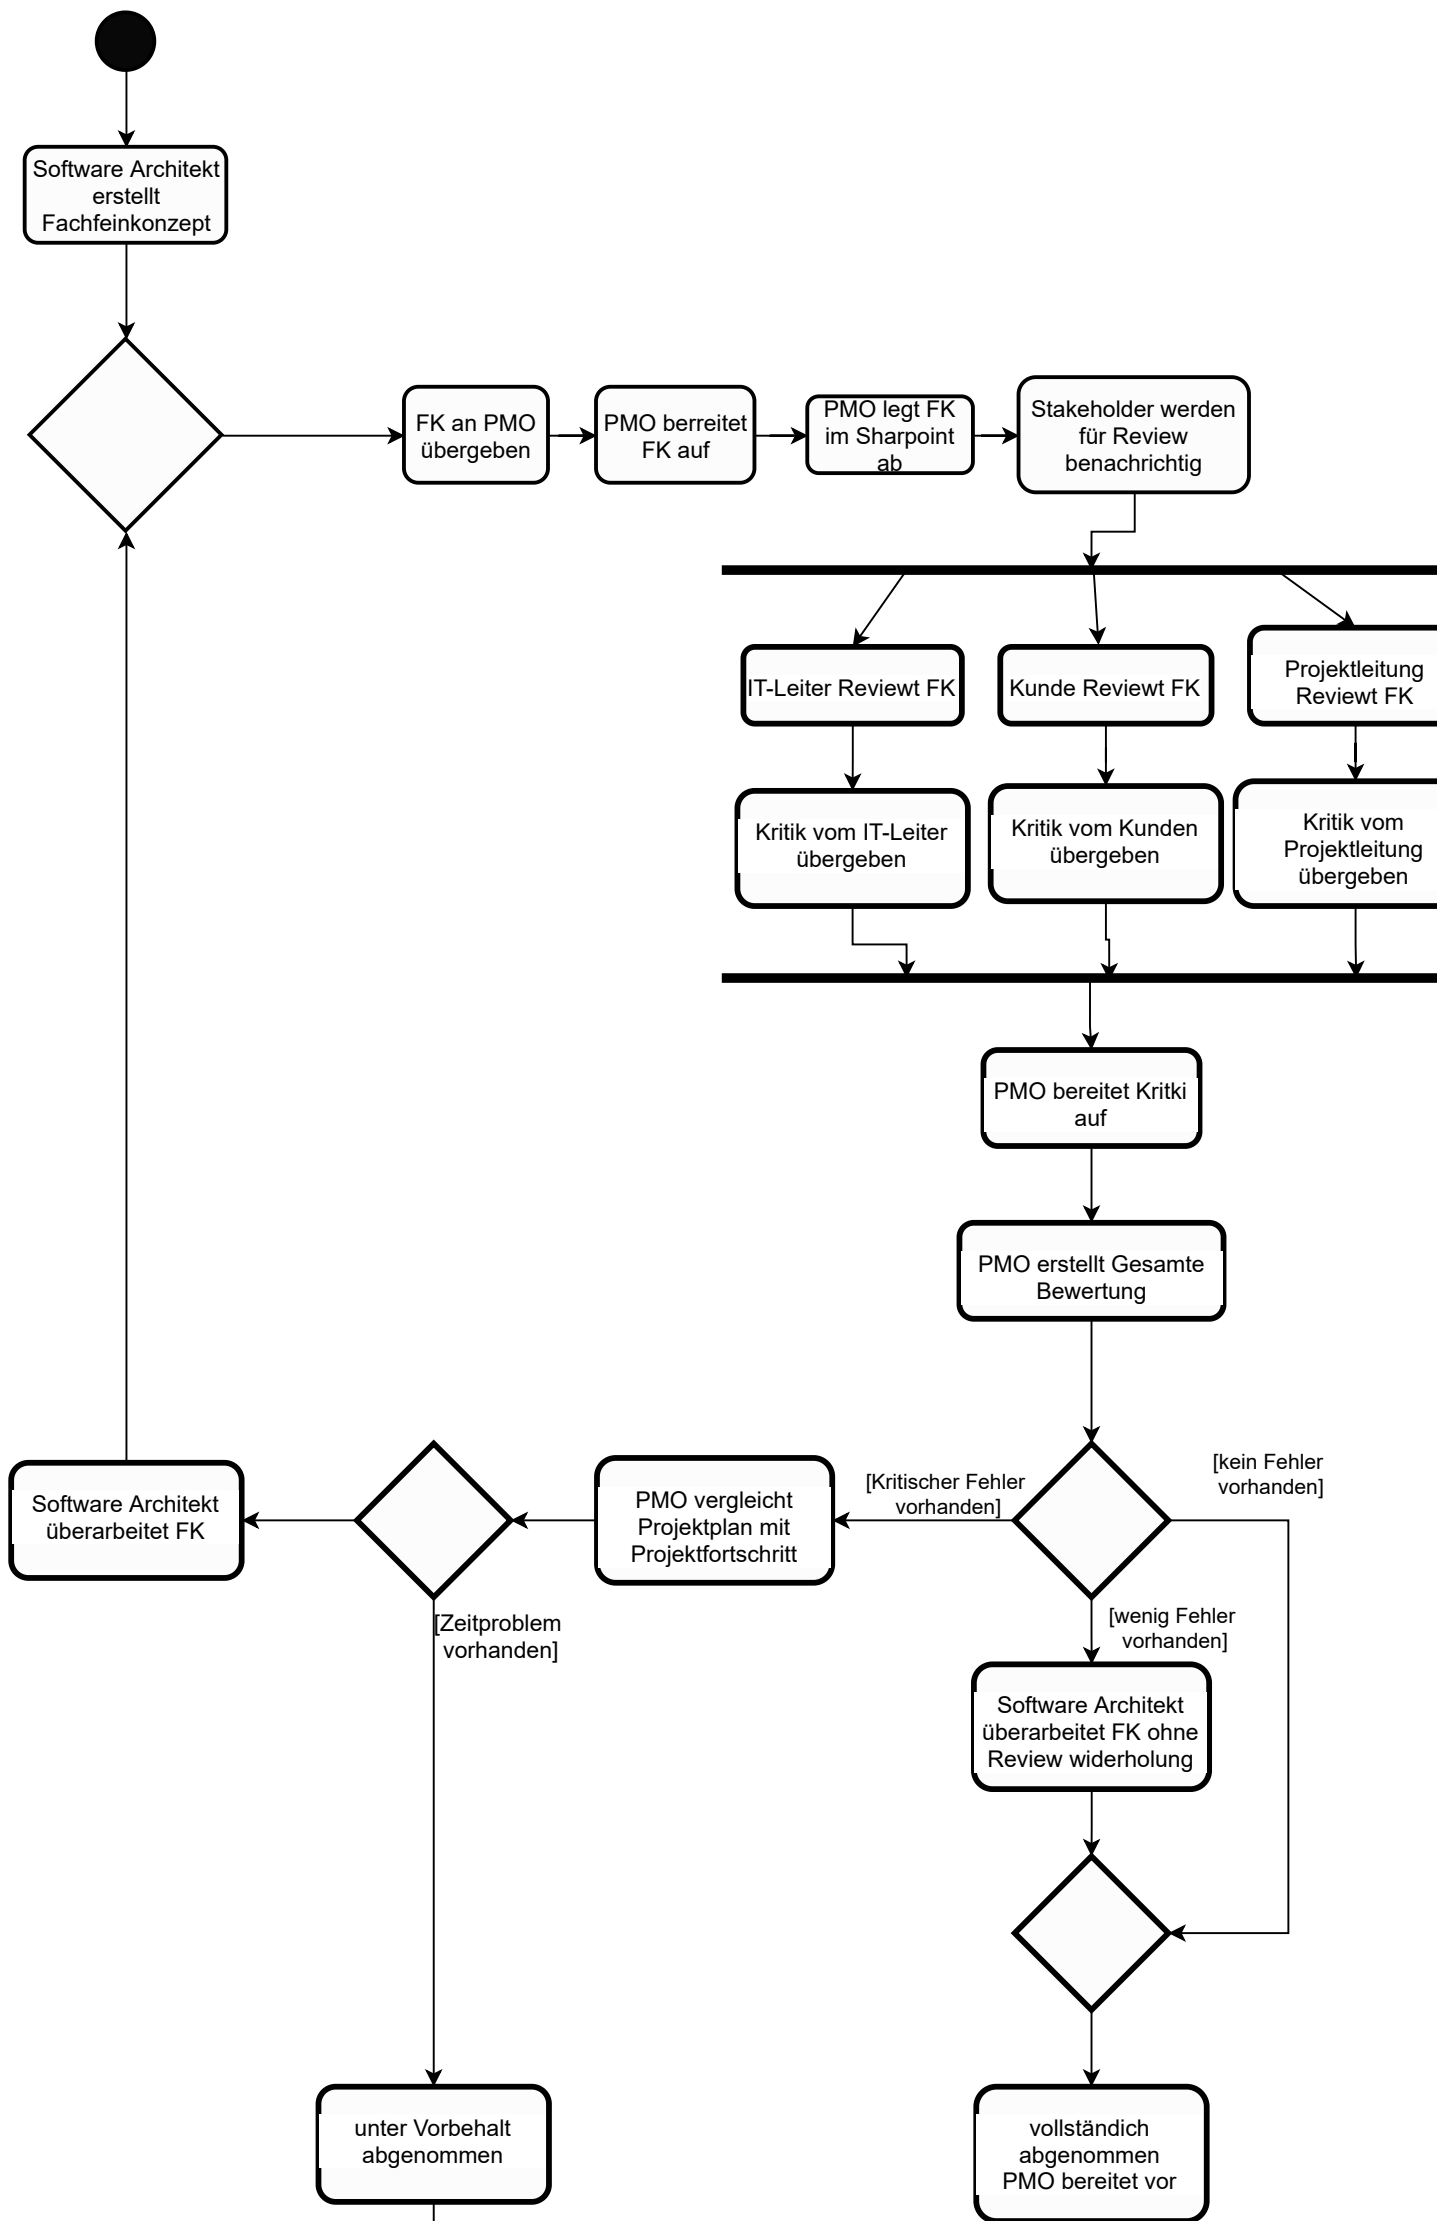 Software Architekt
erstellt
Fachfeinkonzept
FK an PMO
übergeben
PMO berreitet
FK auf
PMO legt FK
im Sharpoint
ab
Stakeholder werden
für Review
benachrichtig
IT-Leiter Reviewt FK
Kunde Reviewt FK
Projektleitung
Reviewt FK
Kritik vom IT-Leiter
übergeben
Kritik vom Kunden
übergeben
Kritik vom
Projektleitung
übergeben
PMO bereitet Kritki
auf
PMO erstellt Gesamte
Bewertung
[kein Fehler
vorhanden]
[Kritischer Fehler
vorhanden]
PMO vergleicht
Projektplan mit
Projektfortschritt
Software Architekt
überarbeitet FK
[Zeitproblem
vorhanden]
[wenig Fehler
vorhanden]
Software Architekt
überarbeitet FK ohne
Review widerholung
unter Vorbehalt
abgenommen
vollständich
abgenommen
PMO bereitet vor